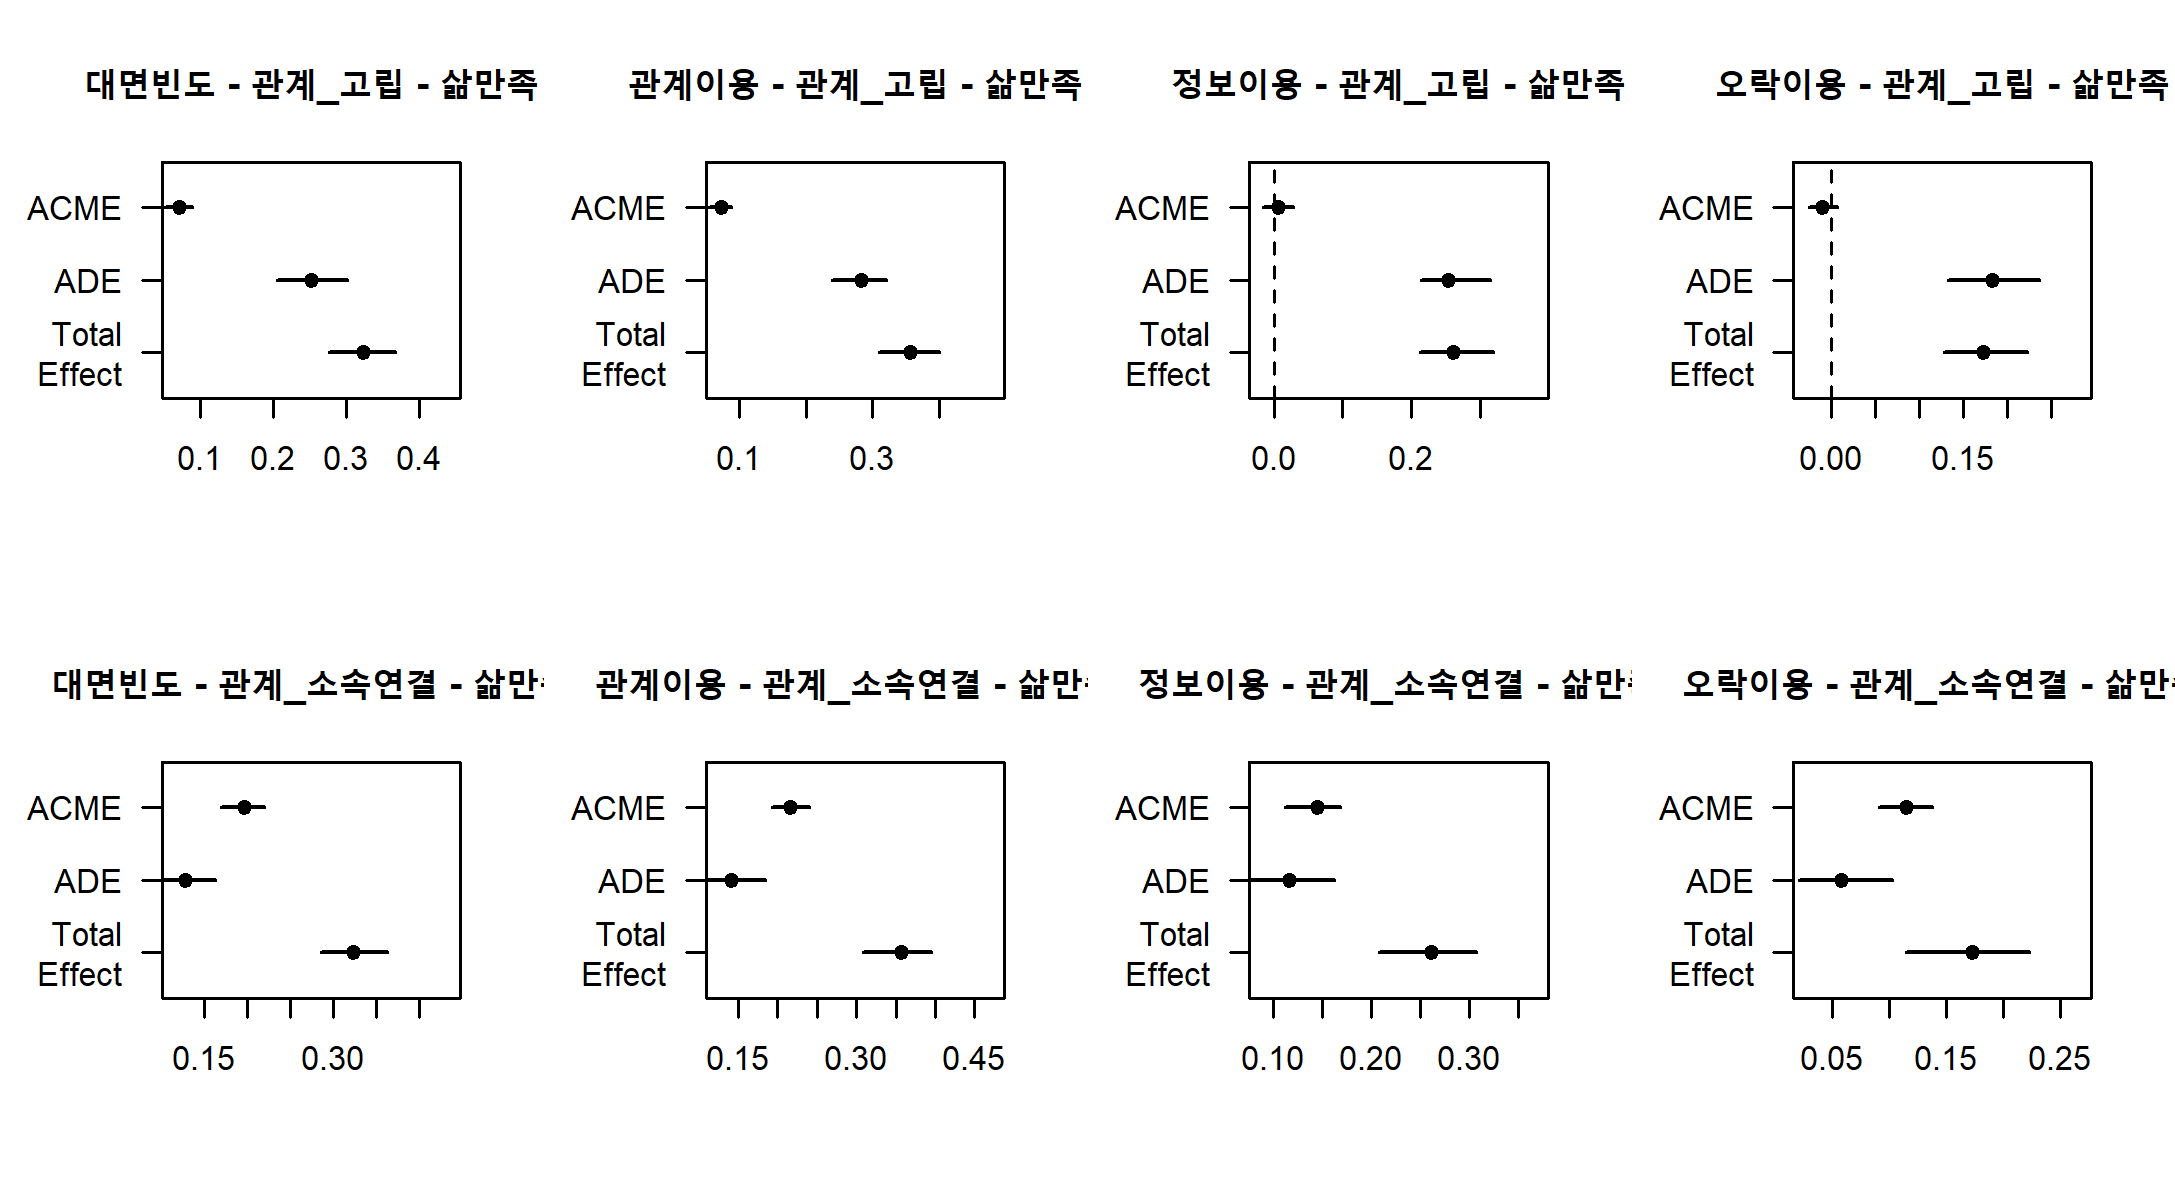 대면빈도 - 관계_고립 - 삶만족
ACME
ADE
Total
Effect
0.1 0.2 0.3 0.4
관계이용 - 관계_고립 - 삶만족
ACME
ADE
Total
Effect
0.1 0.3
정보이용 - 관계_고립 - 삶만족
ACME
ADE
Total
Effect
0.0 0.2
오락이용 - 관계_고립 - 삶만족
ACME
ADE
Total
Effect
0.00 0.15
대면빈도 - 관계_소속연결 - 삶만
ACME
ADE
Total
Effect
0.15 0.30
관계이용 - 관계_소속연결 - 삶만
ACME
ADE
Total
Effect
0.15 0.30 0.45
정보이용 - 관계_소속연결 - 삶만
ACME
ADE
Total
Effect
0.10 0.20 0.30
오락이용 - 관계_소속연결 - 삶만
ACME
ADE
Total
Effect
0.05 0.15 0.25